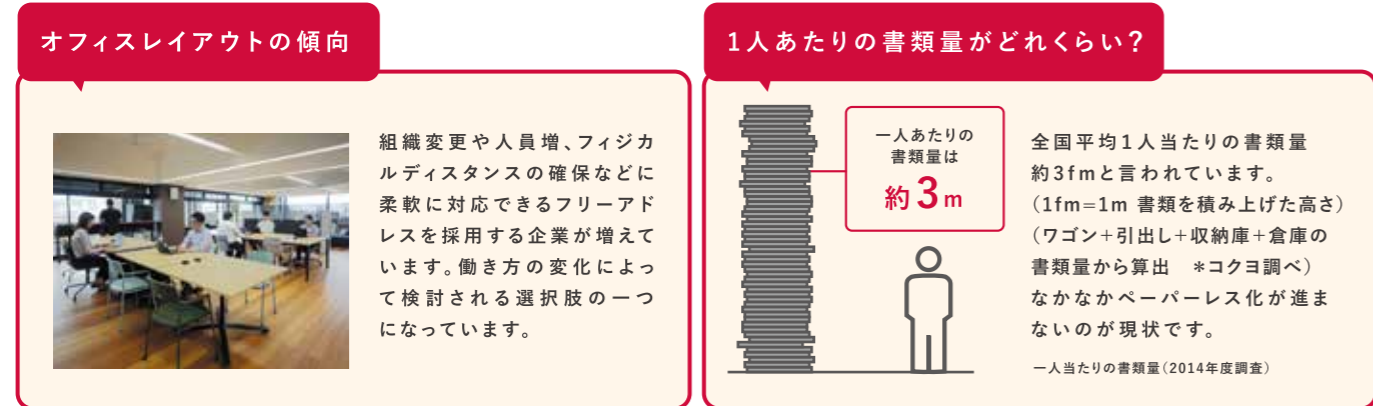 オフィスレイアウトの傾向
組織変更や人員増、フィジカ
ルディスタンスの確保などに
柔軟に対応できるフリーアド
レスを採用する企業が増えて
います。働き方の変化によっ
て検討される選択肢の一つ
になっています。
1人あたりの書類量がどれくらい?
一人あたりの
書類量は
約3m
全国平均1人当たりの書類量
約3fmと言われています。
(1fm=1m 書類を積み上げた高さ)
(ワゴン+引出し+収納庫+倉庫の
書類量から算出 *コクヨ調べ)
なかなかペーパーレス化が進ま
ないのが現状です。
一人当たりの書類量(2014年度調査)